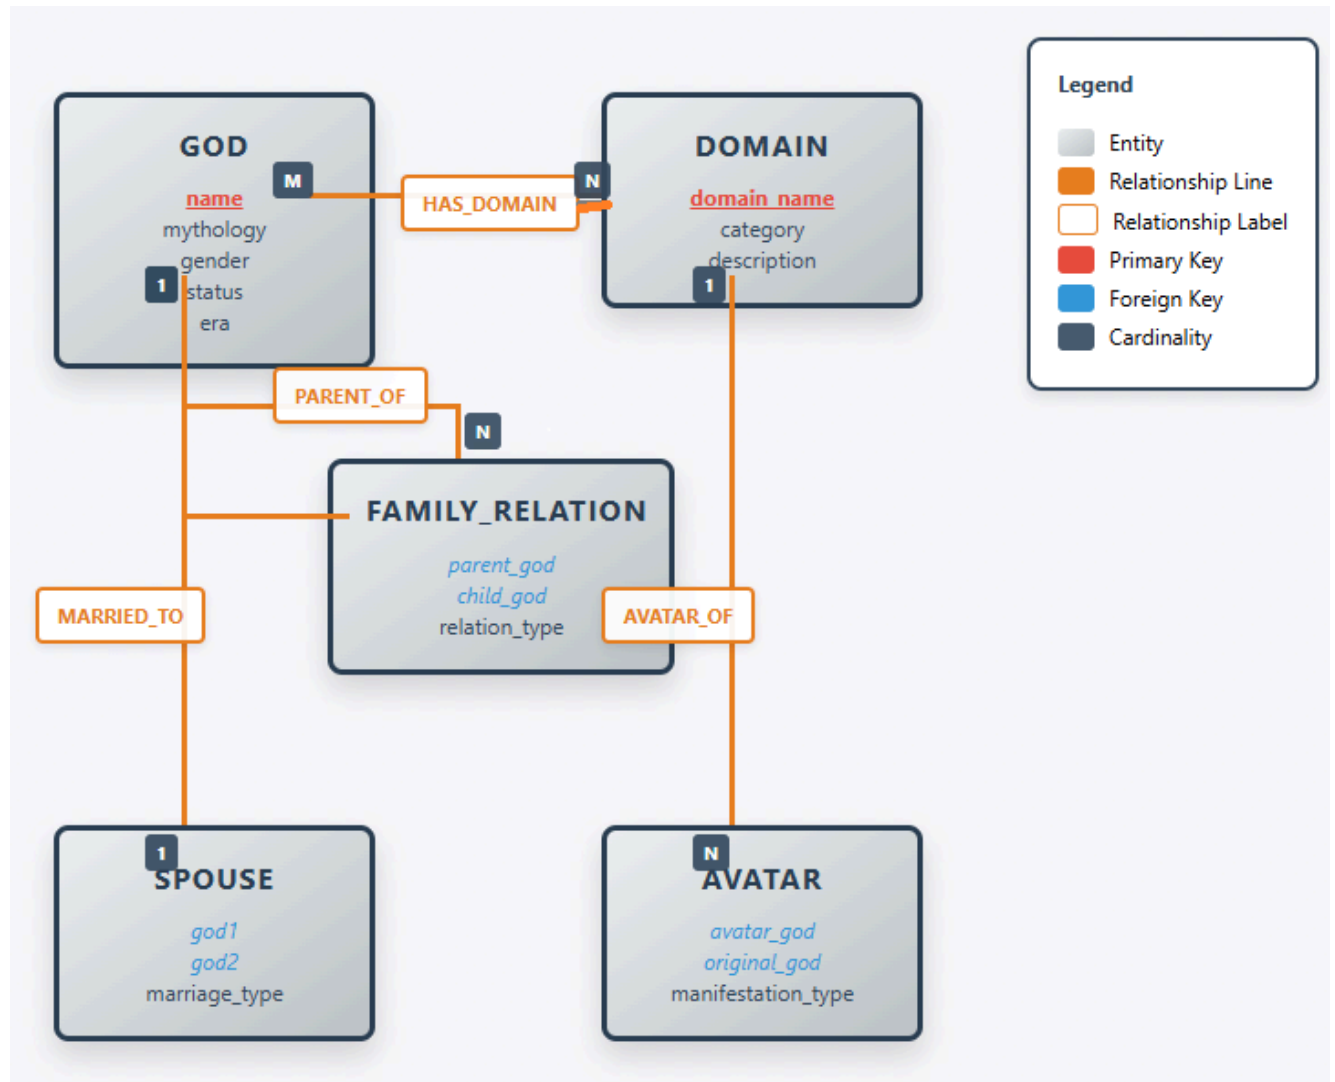 GOD
name
mythology
gender
status
era
M
1
HAS_DOMAIN
N
DOMAIN
domain_name
category
description
1
Legend
Entity
Relationship Line
Relationship Label
Primary Key
Foreign Key
Cardinality
PARENT_OF
N
FAMILY_RELATION
parent_god
child_god
relation_type
MARRIED_TO
AVATAR_OF
1
SPOUSE
god1
god2
marriage_type
N
AVATAR
avatar_god
original_god
manifestation_type